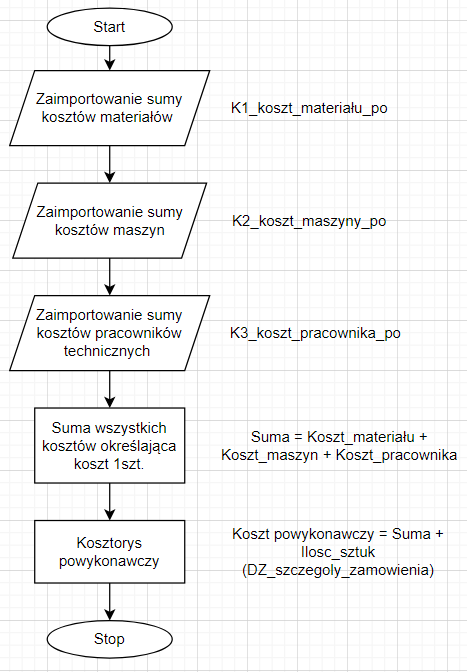 Start
Zaimportowanie sumy
kosztów materiałów
K1_koszt_materiału_po
Zaimportowanie sumy
kosztów maszyn
K2_koszt_maszyny_po
Zaimportowanie sumy
kosztów pracowników
technicznych
K3_koszt_pracownika_po
Suma wszystkich
kosztów określająca
koszt 1szt.
Suma = Koszt_materiału +
Koszt_maszyn + Koszt_pracownika
Kosztorys
powykonawczy
Koszt powykonawczy = Suma +
Ilosc_sztuk
(DZ_szczegoly_zamowienia)
Stop